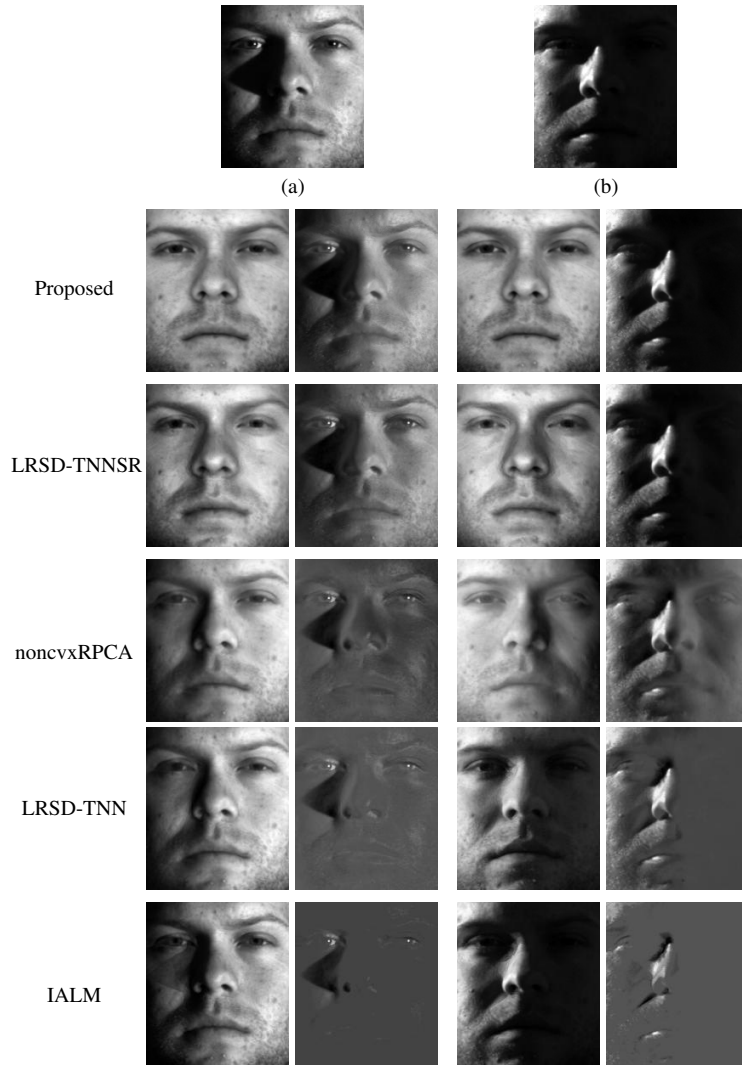 (a)
(b)
Proposed
LRSD-TNNSR
noncvxRPCA
LRSD-TNN
IALM